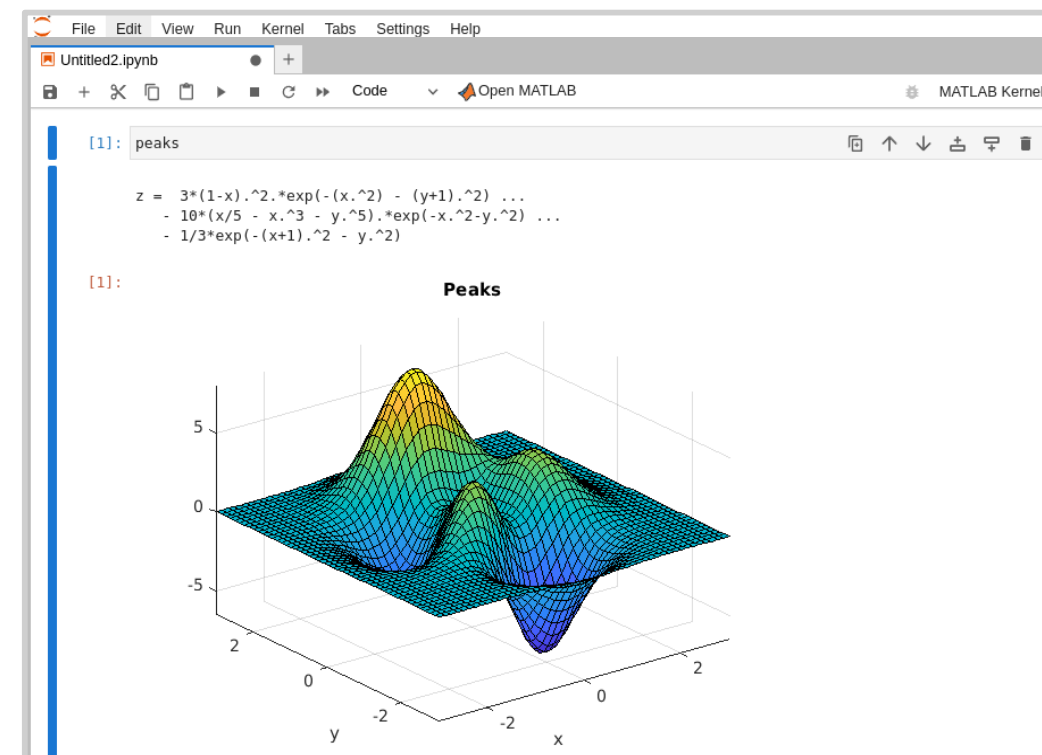 File Edit View Run Kernel Tabs Settings Help
Untitled2.ipynb
Code Open MATLAB MATLAB Kernel
[1]: peaks
z =  3*(1-x).^2.*exp(-(x.^2) - (y+1).^2) ...
   - 10*(x/5 - x.^3 - y.^5).*exp(-x.^2-y.^2) ...
   - 1/3*exp(-(x+1).^2 - y.^2)
[1]:
Peaks
5
0
-5
2
0
-2
y
-2
0
2
x